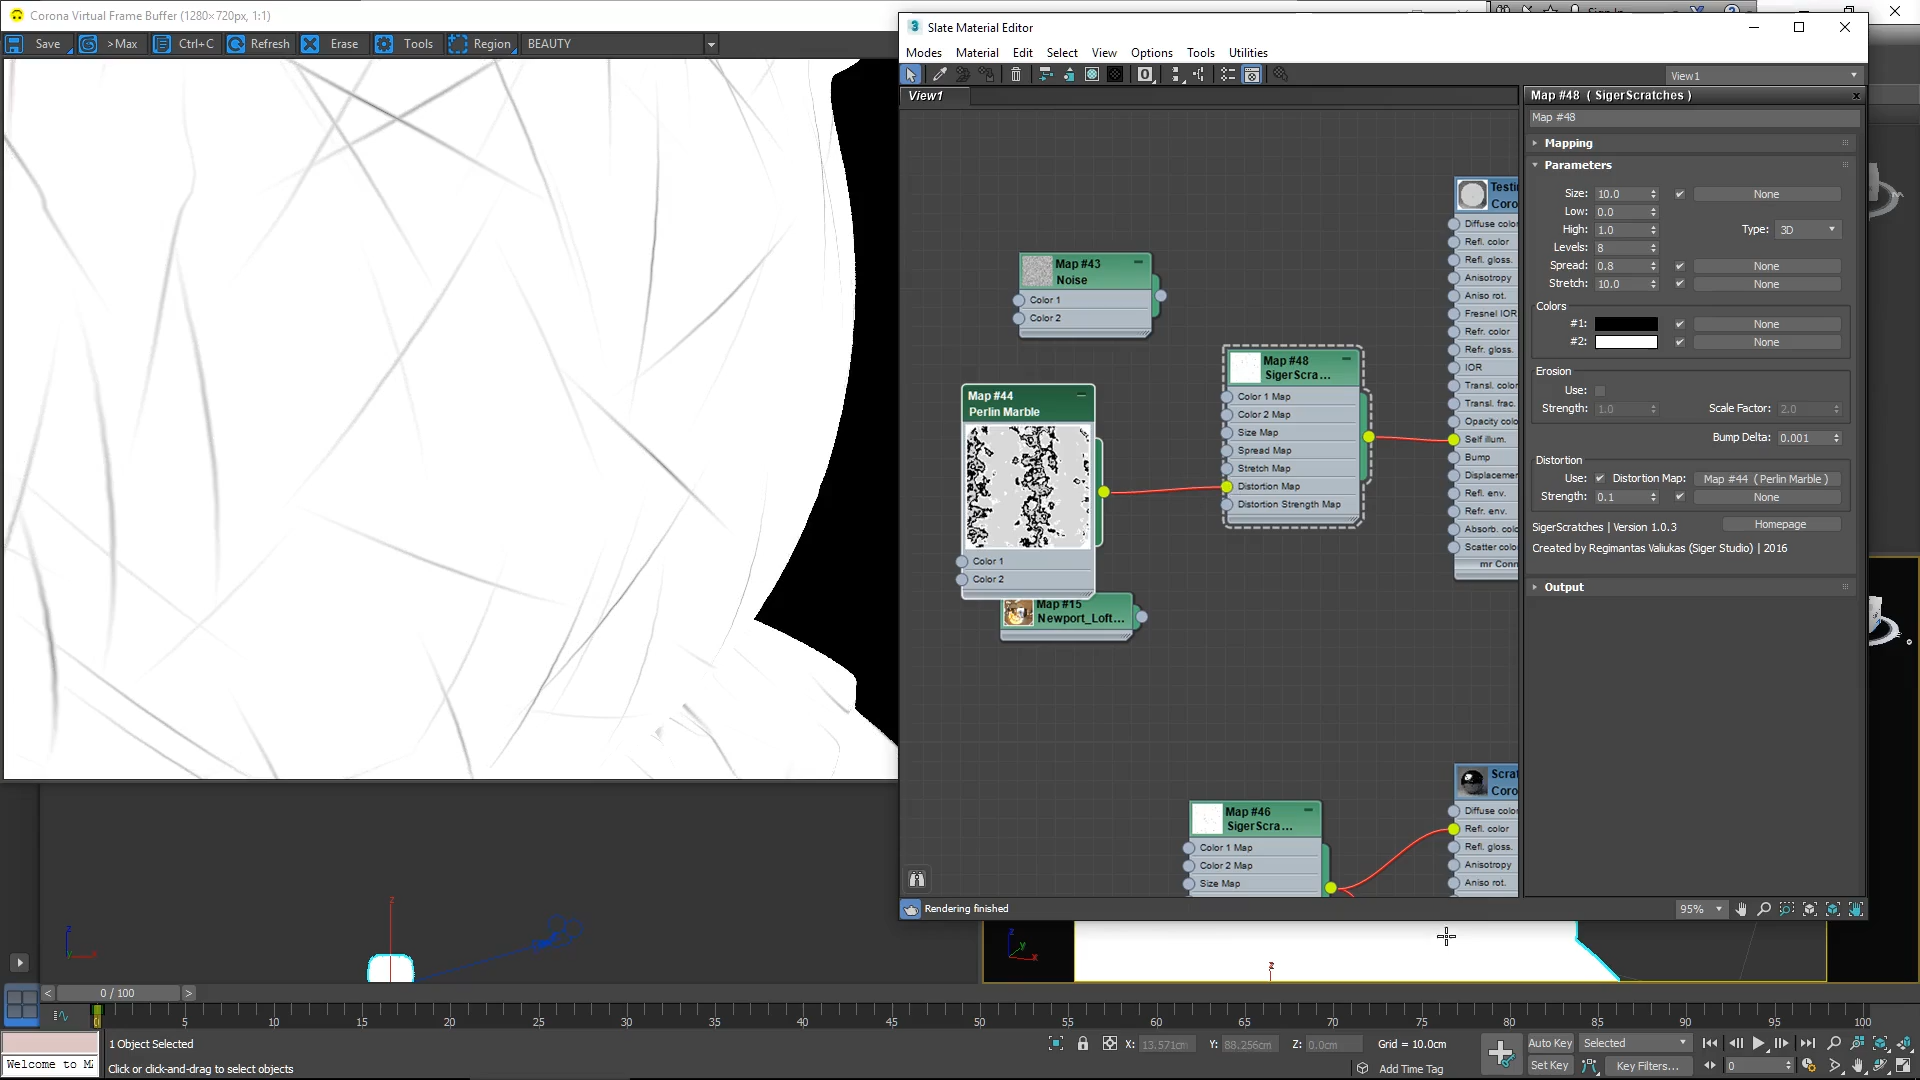 Corona Virtual Frame Buffer (1280×720px, 1:1)
Save
>Max
Ctrl+C
Refresh
Erase
Tools
Region
BEAUTY
Slate Material Editor
Modes
Material
Edit
Select
View
Options
Tools
Utilities
View1
View1
Map #48 ( SigerScratches )
Map #48
Mapping
Parameters
Size: 10.0
None
Low: 0.0
High: 1.0
Type: 3D
Levels: 8
Spread: 0.8
None
Stretch: 10.0
None
Colors
#1:
None
#2:
None
Erosion
Use:
Strength: 1.0
Scale Factor: 2.0
Bump Delta: 0.001
Distortion
Use:
Distortion Map:
Map #44 ( Perlin Marble )
Strength: 0.1
None
SigerScratches | Version 1.0.3
Homepage
Created by Regimantas Valiukas (Siger Studio) | 2016
Output
Map #43
Noise
Color 1
Color 2
Map #44
Perlin Marble
Color 1
Color 2
Map #15
Newport_Loft...
Map #48
SigerScra...
Color 1 Map
Color 2 Map
Size Map
Spread Map
Stretch Map
Distortion Map
Distortion Strength Map
Testin
Coro
Diffuse color
Refl. color
Refl. gloss.
Anisotropy
Aniso rot.
Fresnel IOR
Refr. color
Refr. gloss.
IOR
Transl. color
Transl. frac.
Opacity colo
Self illum.
Bump
Displacemen
Refl. env.
Refr. env.
Absorb. colo
Scatter color
mr Conn
Map #46
SigerScra...
Color 1 Map
Color 2 Map
Size Map
Scrat
Coro
Diffuse color
Refl. color
Refl. gloss.
Anisotropy
Aniso rot.
Rendering finished
95%
z
z
x
y
z
z
y
x
z
< 0 / 100 >
0 5 10 15 20 25 30 35 40 45 50 55 60 65 70 75 80 85 90 95 100
1 Object Selected
X: 13.571cm
Y: 88.256cm
Z: 0.0cm
Grid = 10.0cm
Auto Key
Selected
Welcome to M
Click or click-and-drag to select objects
Add Time Tag
Set Key
Key Filters...
0